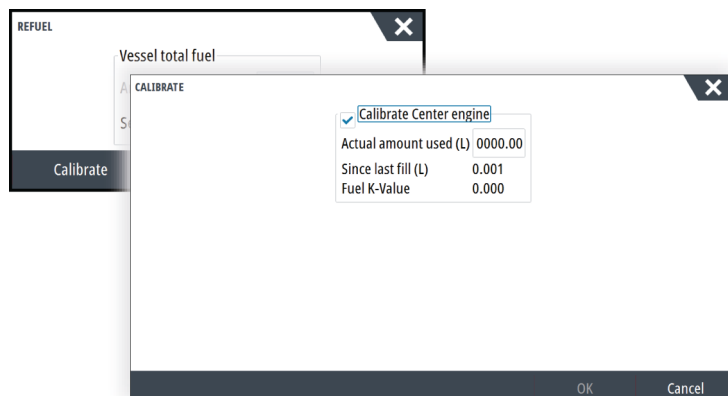 REFUEL
Vessel total fuel
Calibrate
CALIBRATE
Calibrate Center engine
Actual amount used (L) 0000.00
Since last fill (L) 0.001
Fuel K-Value 0.000
OK Cancel